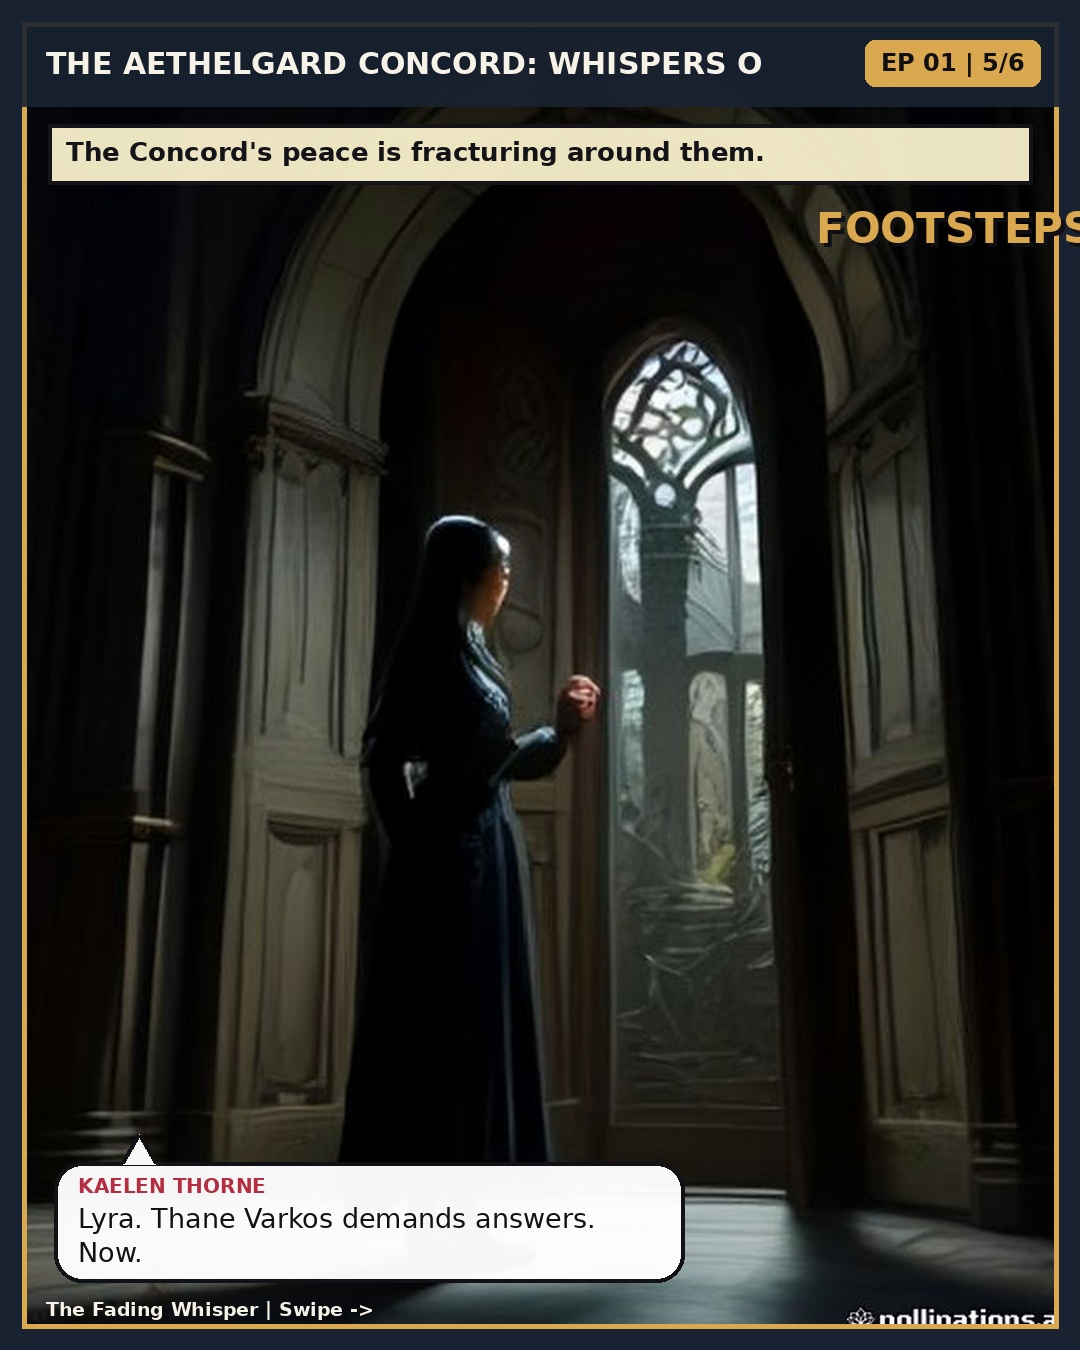 THE AETHELGARD CONCORD: WHISPERS O
EP 01 | 5/6
The Concord's peace is fracturing around them.
FOOTSTEPS
KAELEN THORNE
Lyra. Thane Varkos demands answers.
Now.
The Fading Whisper | Swipe ->
pollinations.a